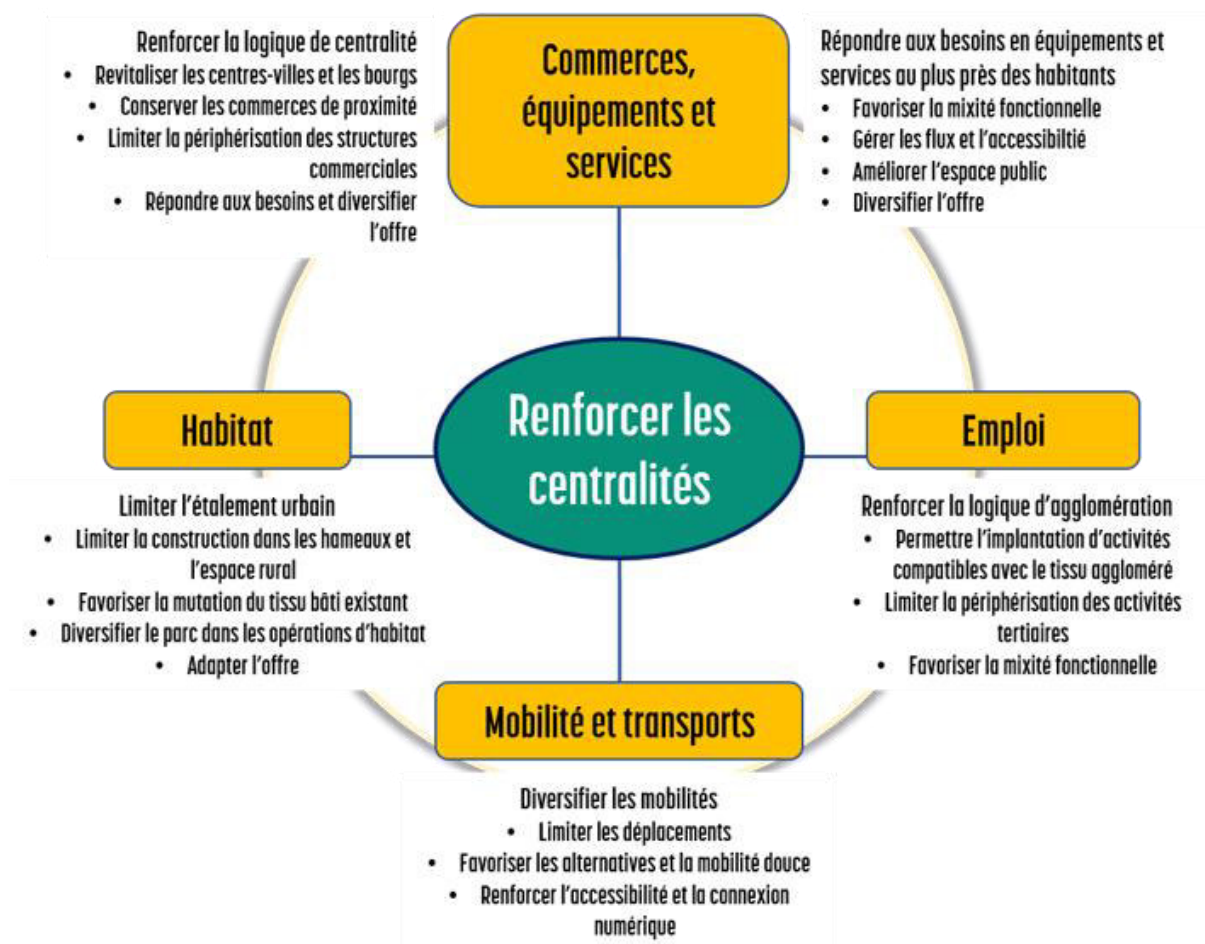 Renforcer la logique de centralité
• Revitaliser les centres-villes et les bourgs
• Conserver les commerces de proximité
• Limiter la périphérisation des structures
commerciales
• Répondre aux besoins et diversifier
l'offre
Commerces,
équipements et
services
Répondre aux besoins en équipements et
services au plus près des habitants
• Favoriser la mixité fonctionnelle
• Gérer les flux et l'accessibiltié
• Améliorer l'espace public
• Diversifier l'offre
Renforcer les
centralités
Habitat
Limiter l'étalement urbain
• Limiter la construction dans les hameaux et
l'espace rural
• Favoriser la mutation du tissu bâti existant
• Diversifier le parc dans les opérations d'habitat
• Adapter l'offre
Emploi
Renforcer la logique d'agglomération
• Permettre l'implantation d'activités
compatibles avec le tissu aggloméré
• Limiter la périphérisation des activités
tertiaires
• Favoriser la mixité fonctionnelle
Mobilité et transports
Diversifier les mobilités
• Limiter les déplacements
• Favoriser les alternatives et la mobilité douce
• Renforcer l'accessibilité et la connexion
numérique